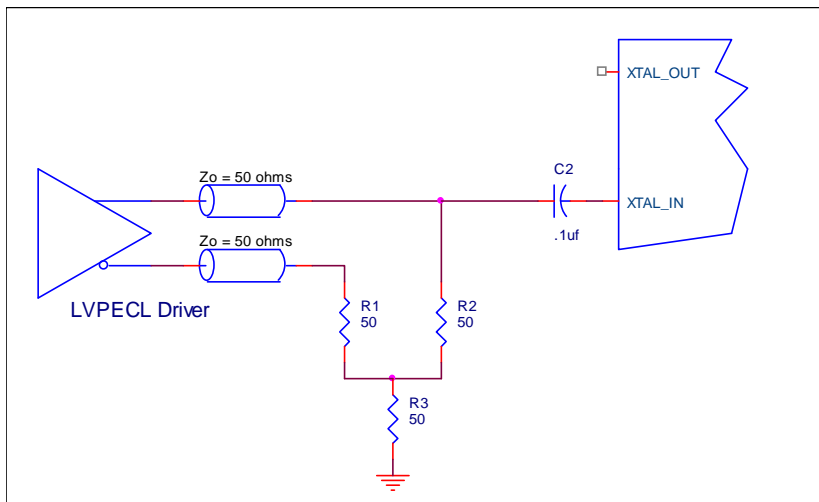 XTAL_OUT
Zo = 50 ohms
C2
XTAL_IN
.1uf
Zo = 50 ohms
LVPECL Driver
R1
50
R2
50
R3
50